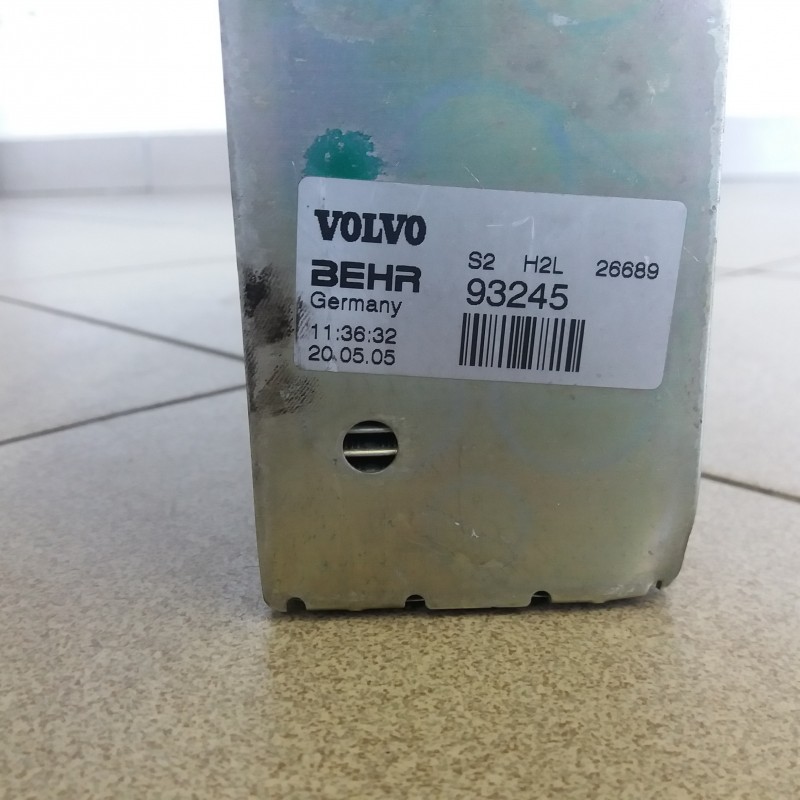 VOLVO
BEHR S2 H2L 26689
Germany 93245
11:36:32
20.05.05